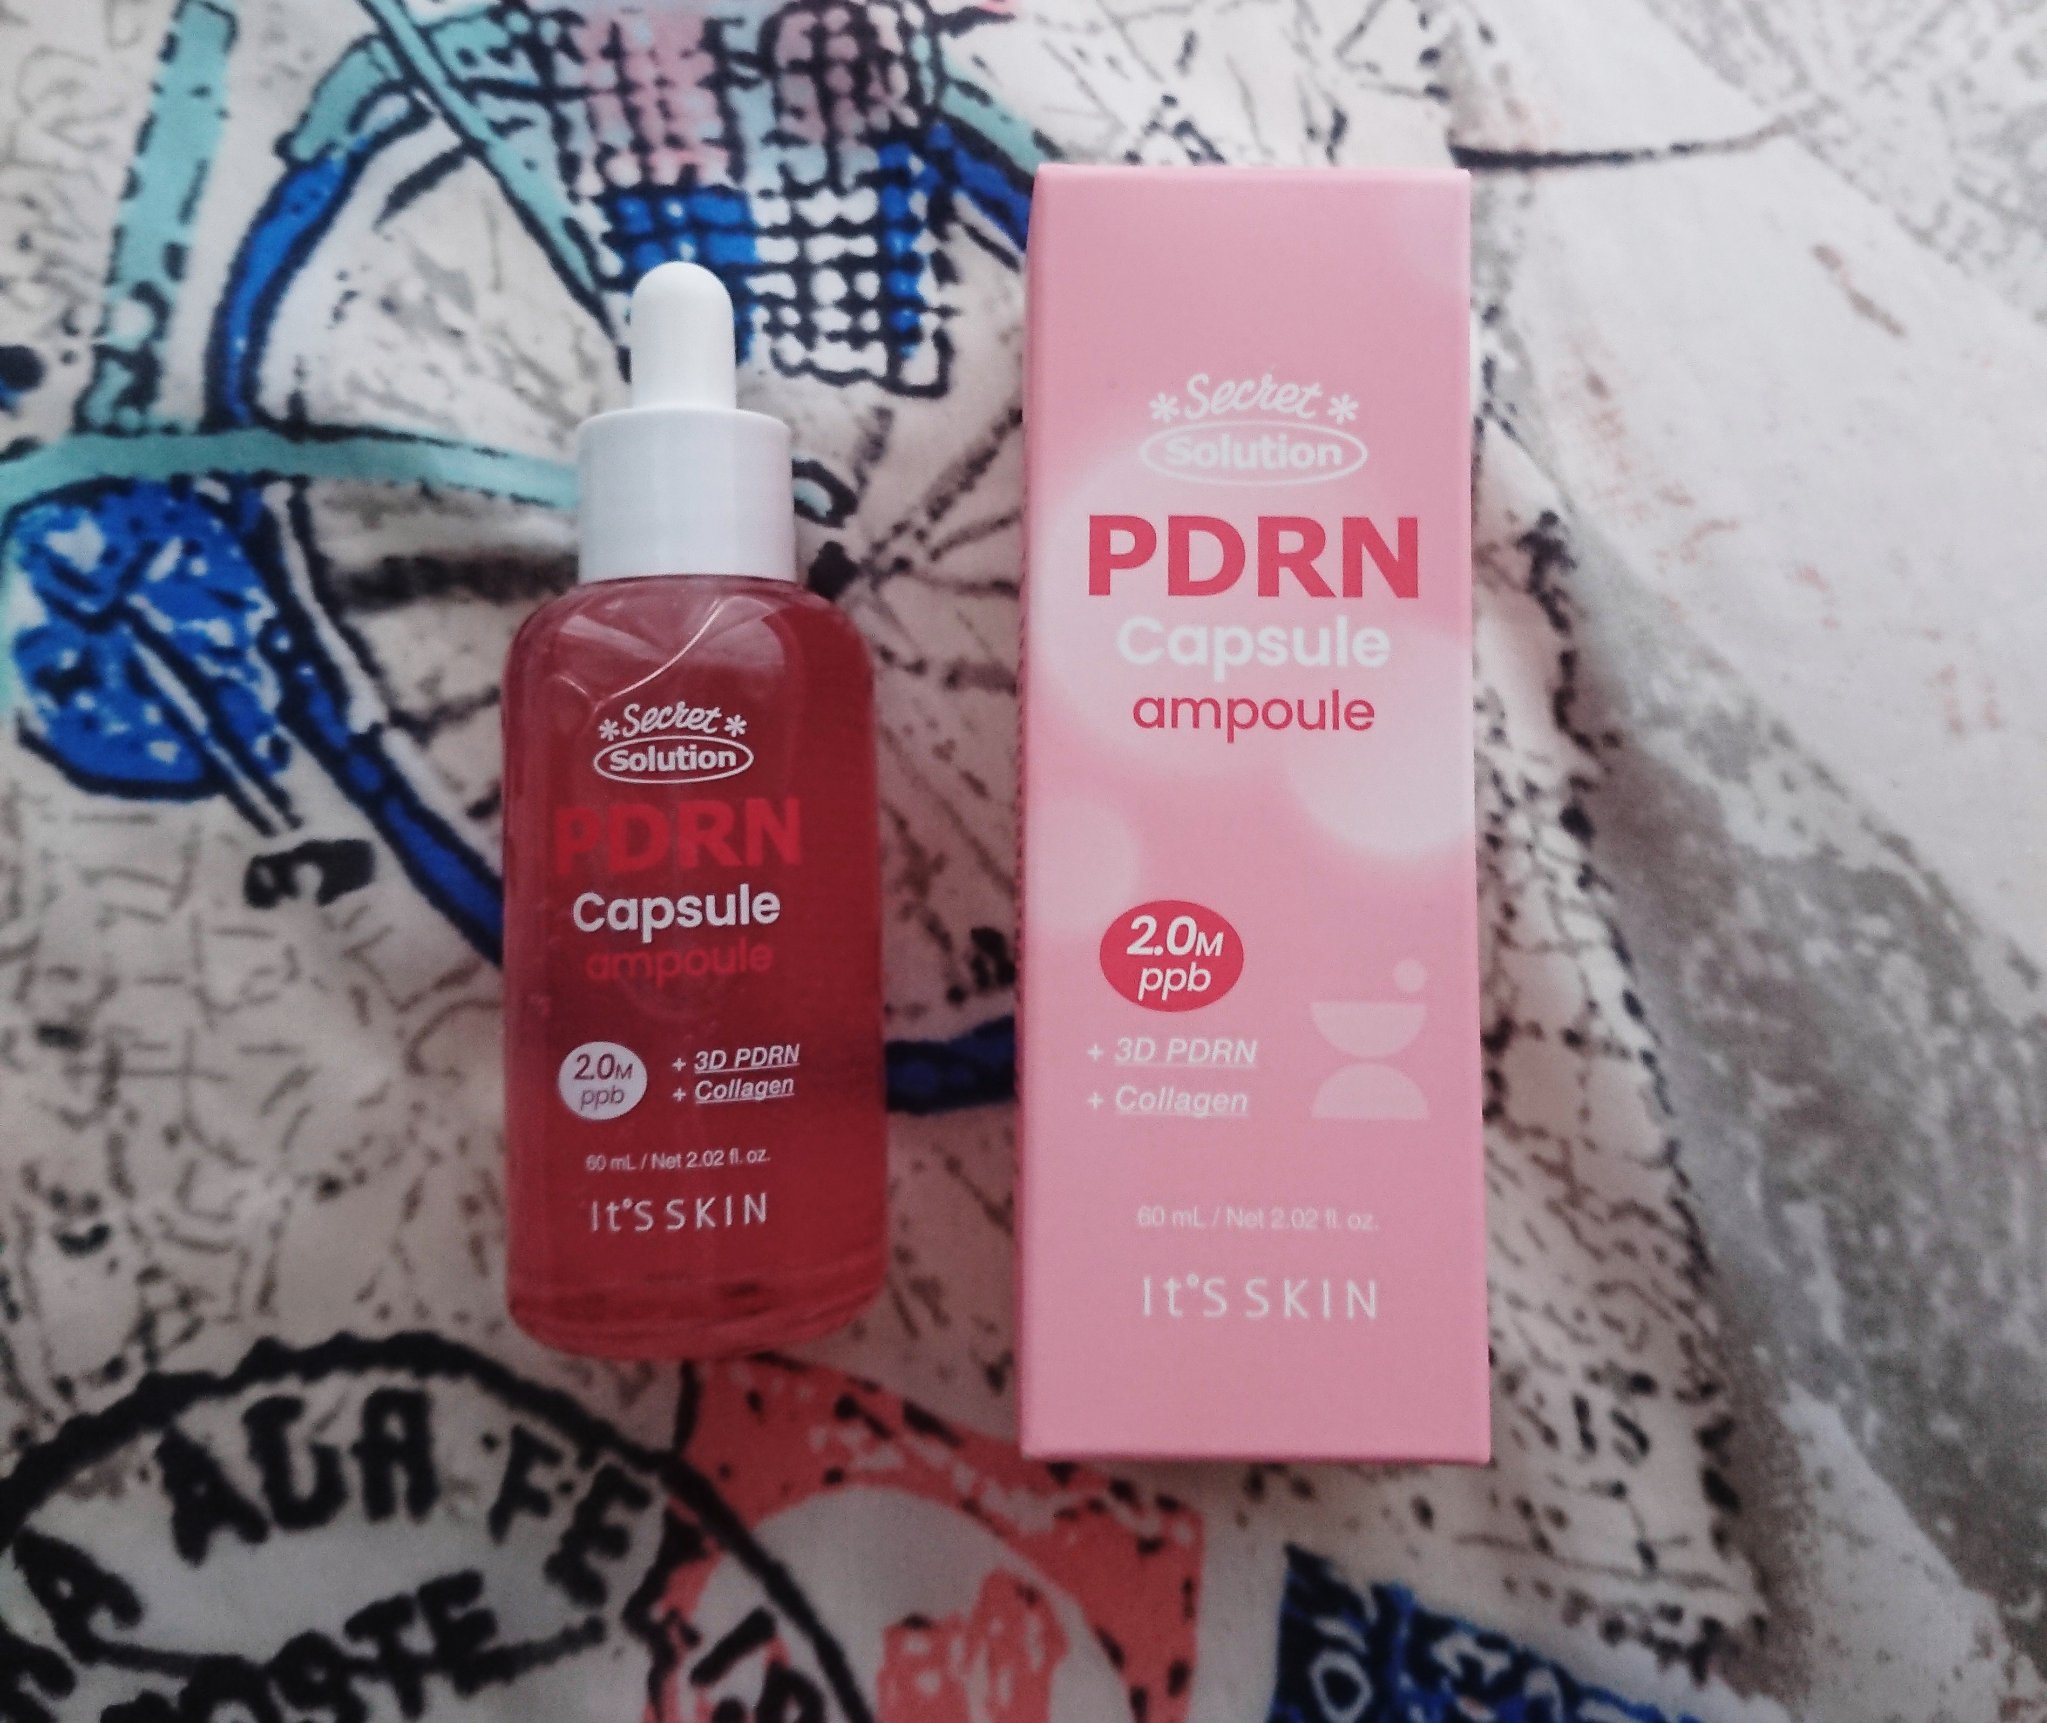 *Secret*
Solution
PDRN
Capsule
ampoule
2.0M
ppb
+ 3D PDRN
+ Collagen
60 mL / Net 2.02 fl. oz.
It'S SKIN
*Secret*
Solution
PDRN
Capsule
ampoule
2.0M
ppb
+ 3D PDRN
+ Collagen
60 mL / Net 2.02 fl. oz.
It'S SKIN